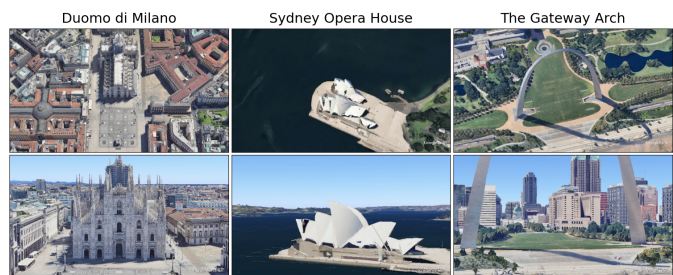 Duomo di Milano
Sydney Opera House
The Gateway Arch